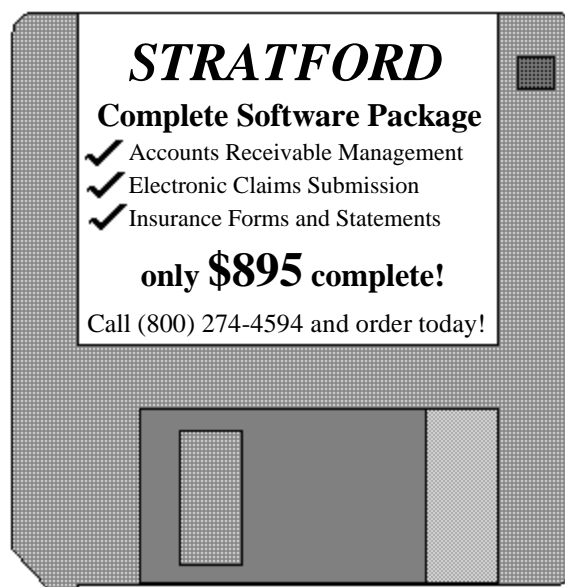 STRATFORD
Complete Software Package
Accounts Receivable Management
Electronic Claims Submission
Insurance Forms and Statements
only $895 complete!
Call (800) 274-4594 and order today!